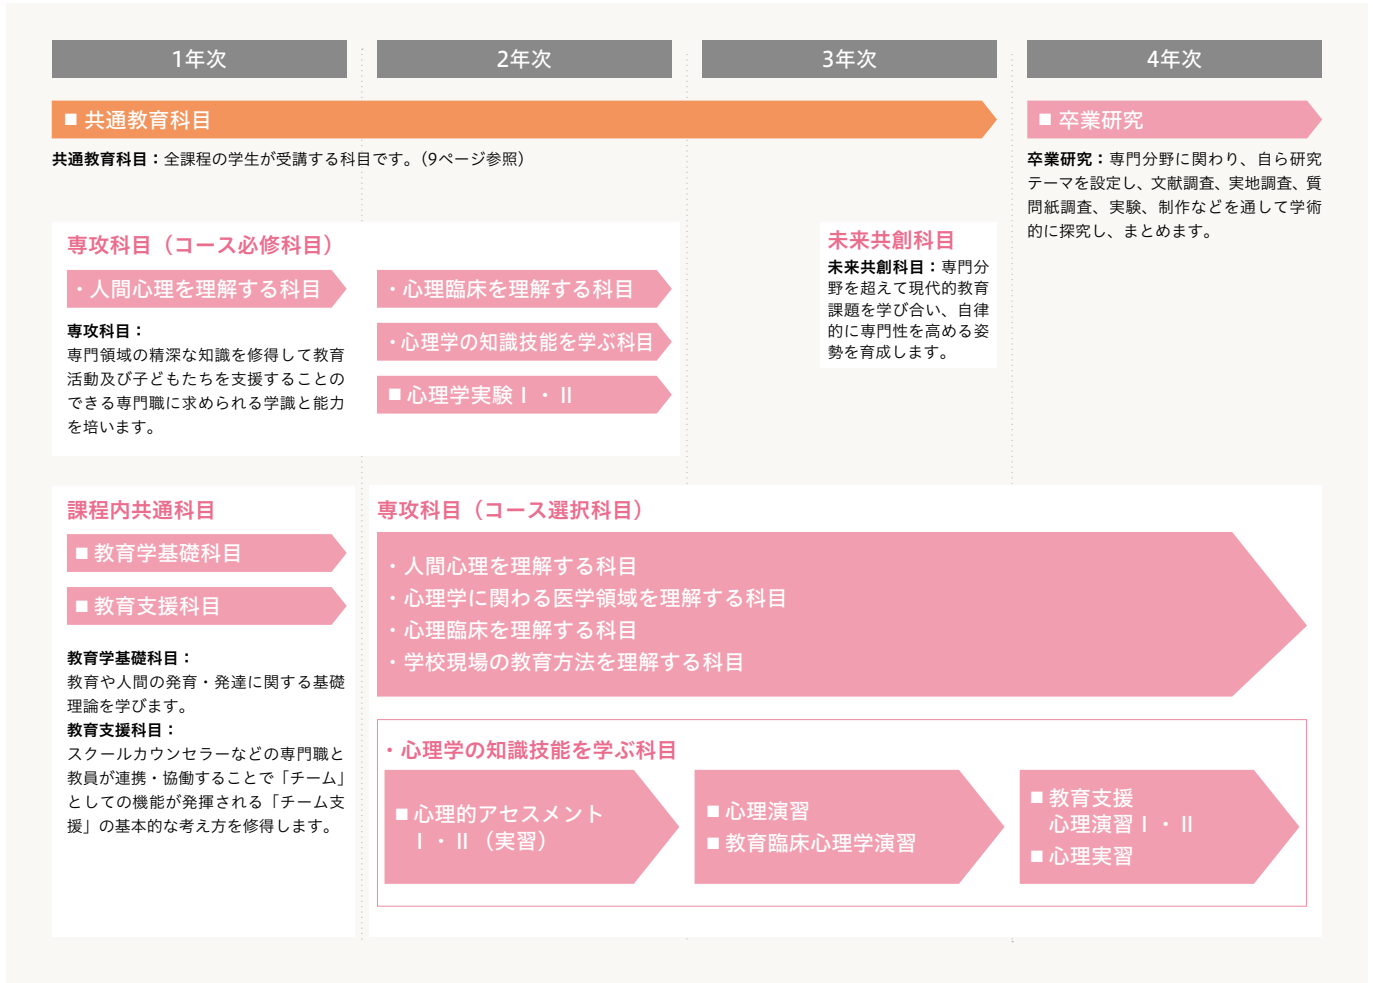 1年次
2年次
3年次
4年次
■ 共通教育科目
共通教育科目：全課程の学生が受講する科目です。（9ページ参照）
■ 卒業研究
卒業研究：専門分野に関わり、自ら研究
テーマを設定し、文献調査、実地調査、質
問紙調査、実験、制作などを通して学術
的に探究し、まとめます。
専攻科目（コース必修科目）
・人間心理を理解する科目
専攻科目：
専門領域の精深な知識を修得して教育
活動及び子どもたちを支援することの
できる専門職に求められる学識と能力
を培います。
・心理臨床を理解する科目
・心理学の知識技能を学ぶ科目
■ 心理学実験Ⅰ・Ⅱ
未来共創科目
未来共創科目：専門分
野を超えて現代的教育
課題を学び合い、自律
的に専門性を高める姿
勢を育成します。
課程内共通科目
■ 教育学基礎科目
■ 教育支援科目
教育学基礎科目：
教育や人間の発育・発達に関する基礎
理論を学びます。
教育支援科目：
スクールカウンセラーなどの専門職と
教員が連携・協働することで「チーム」
としての機能が発揮される「チーム支
援」の基本的な考え方を修得します。
専攻科目（コース選択科目）
・人間心理を理解する科目
・心理学に関わる医学領域を理解する科目
・心理臨床を理解する科目
・学校現場の教育方法を理解する科目
・心理学の知識技能を学ぶ科目
■ 心理的アセスメント
Ⅰ・Ⅱ（実習）
■ 心理演習
■ 教育臨床心理学演習
■ 教育支援
心理演習Ⅰ・Ⅱ
■ 心理実習